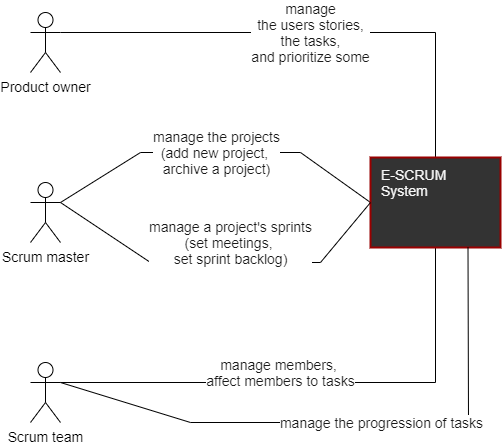 manage
the users stories,
the tasks,
and prioritize some
Product owner
manage the projects
(add new project,
archive a project)
E-SCRUM
System
manage a project's sprints
(set meetings,
set sprint backlog)
Scrum master
manage members,
affect members to tasks
manage the progression of tasks
Scrum team